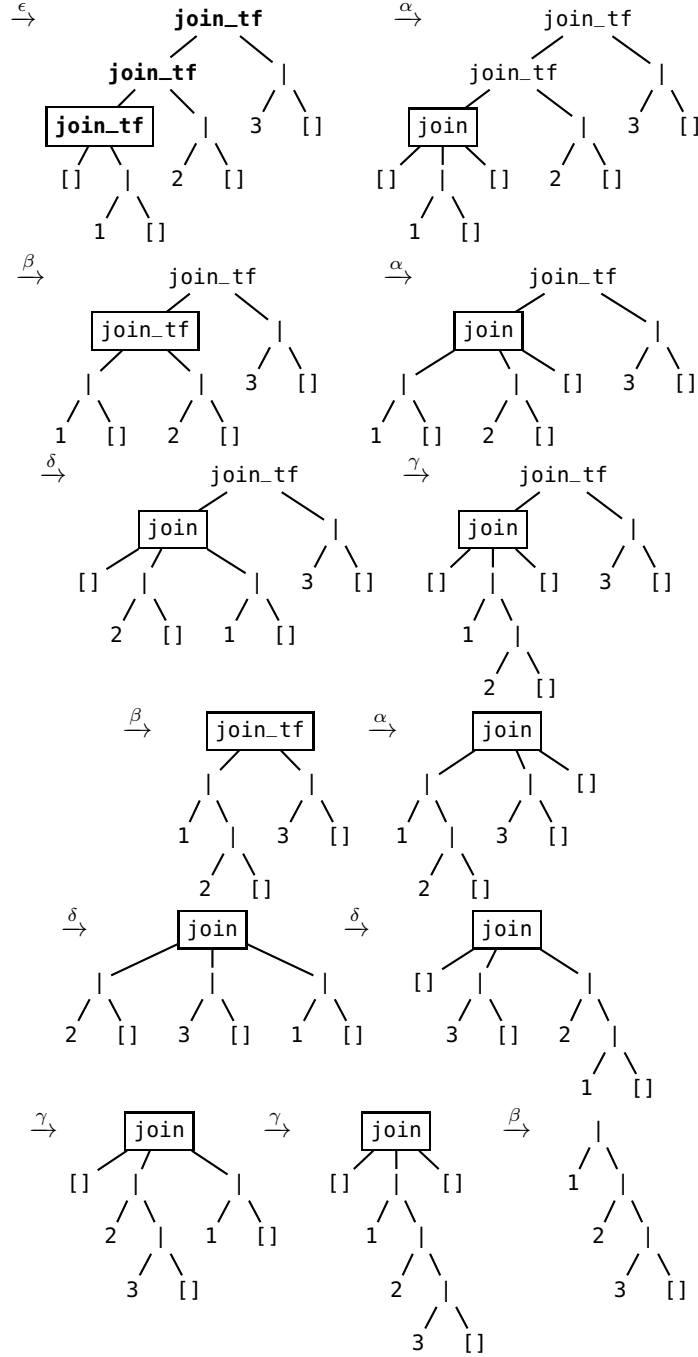 ϵ→ join_tf α→ join_tf
join_tf | join_tf |
join_tf | 3 [] join | 3 []
[] | 2 [] [] | [] 2 []
1 [] 1 []
β→ join_tf α→ join_tf
join_tf | join |
| | 3 [] | | [] 3 []
1 [] 2 [] 1 [] 2 []
δ→ join_tf γ→ join_tf
join | join |
[] | | 3 [] [] | [] 3 []
2 [] 1 [] 1 |
2 []
β→ join_tf α→ join
| | | | []
1 | 3 [] 1 | 3 []
2 [] 2 []
δ→ join δ→ join
| | | [] | |
2 [] 3 [] 1 [] 3 [] 2 |
1 []
γ→ join γ→ join β→ |
[] | | [] | [] 1 |
2 | 1 [] 1 | 2 |
3 [] 2 | 3 []
3 []